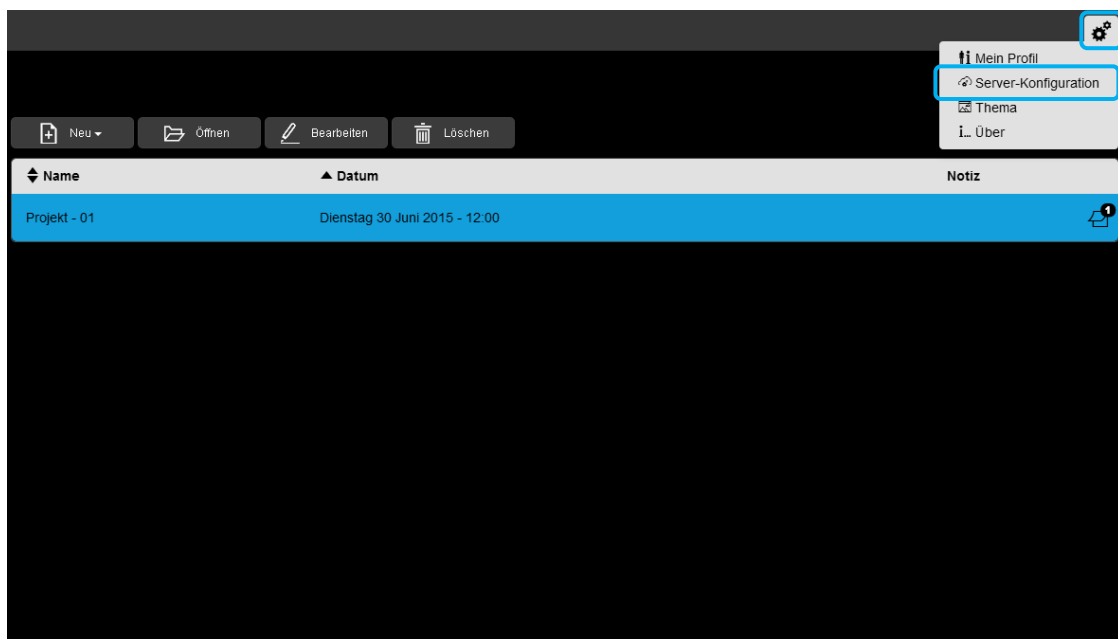 Mein Profil
Server-Konfiguration
Thema
i... Über
Neu
Öffnen
Bearbeiten
Löschen
Name
Datum
Notiz
Projekt - 01
Dienstag 30 Juni 2015 - 12:00
1